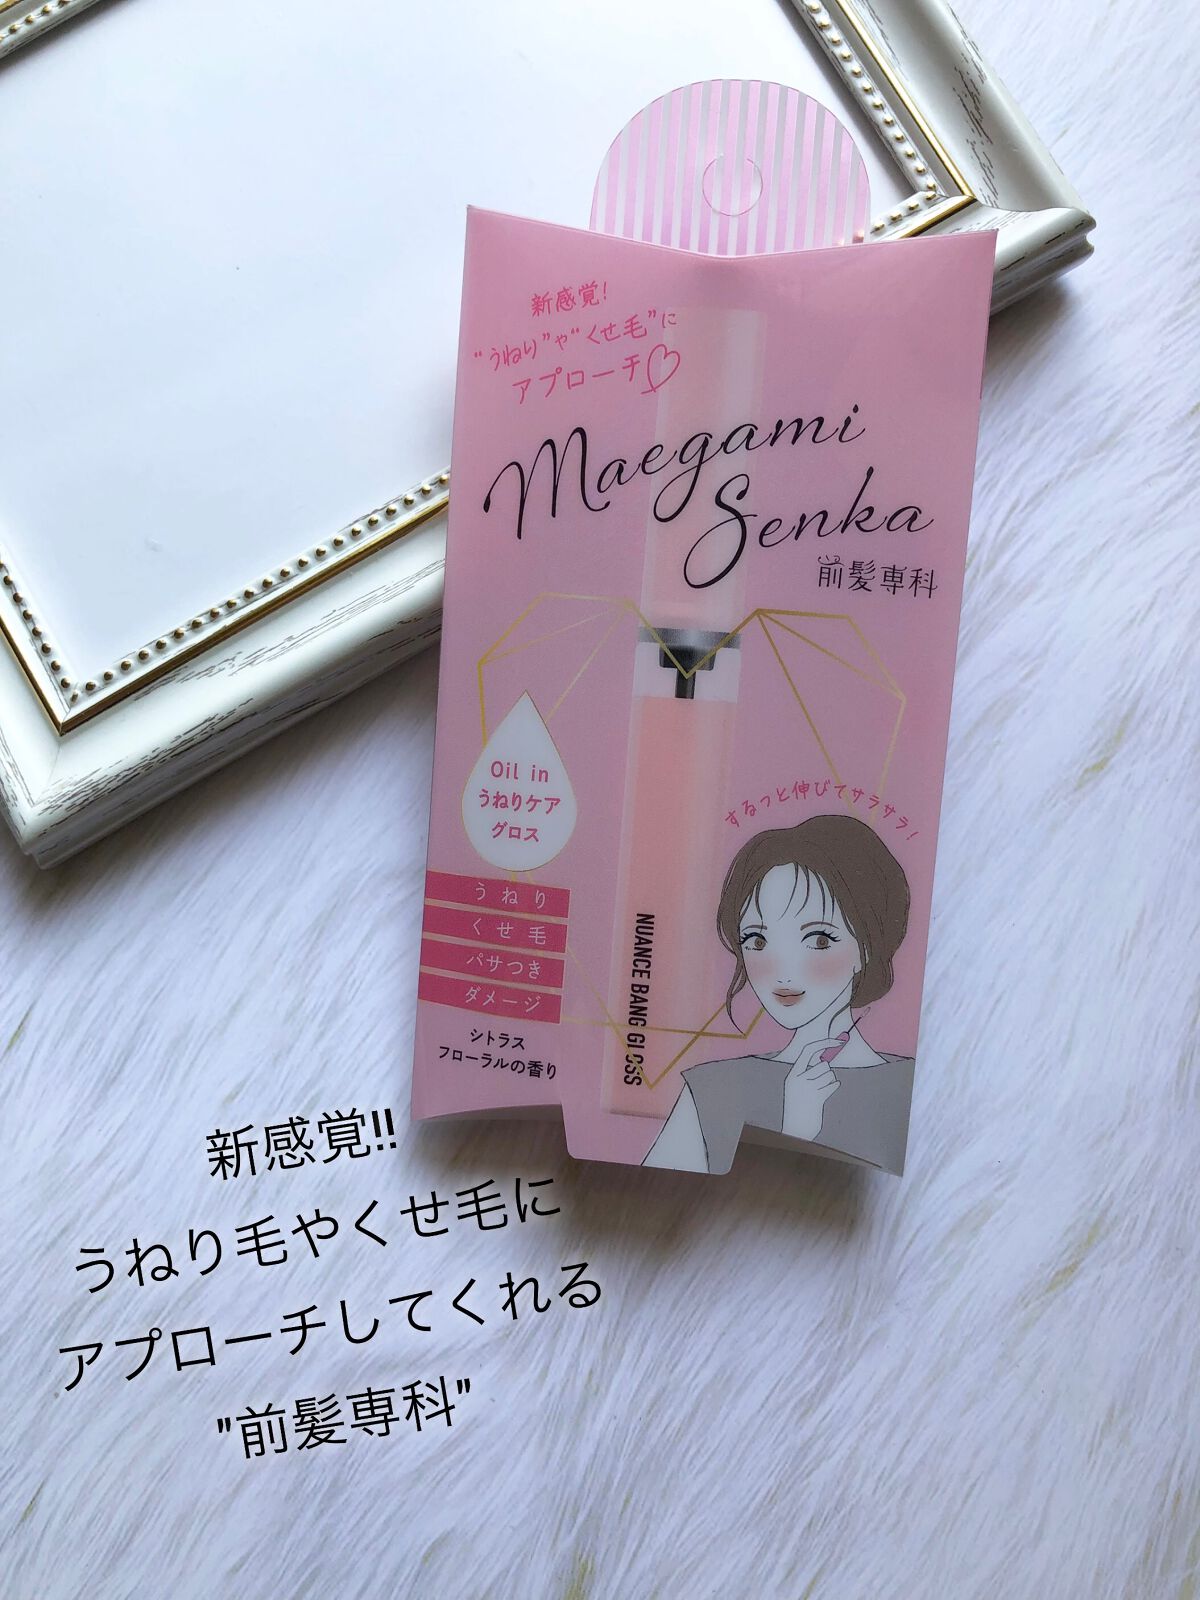 新感覚!
“うねり”や“くせ毛”に
アプローチ♡
Maegami
Senka
前髪専科
Oil in
うねりケア
グロス
するっと伸びてサラサラ!
うねり
くせ毛
パサつき
ダメージ
シトラス
フローラルの香り
NUANCE BANG GLOSS
新感覚!!
うねり毛やくせ毛に
アプローチしてくれる
"前髪専科"